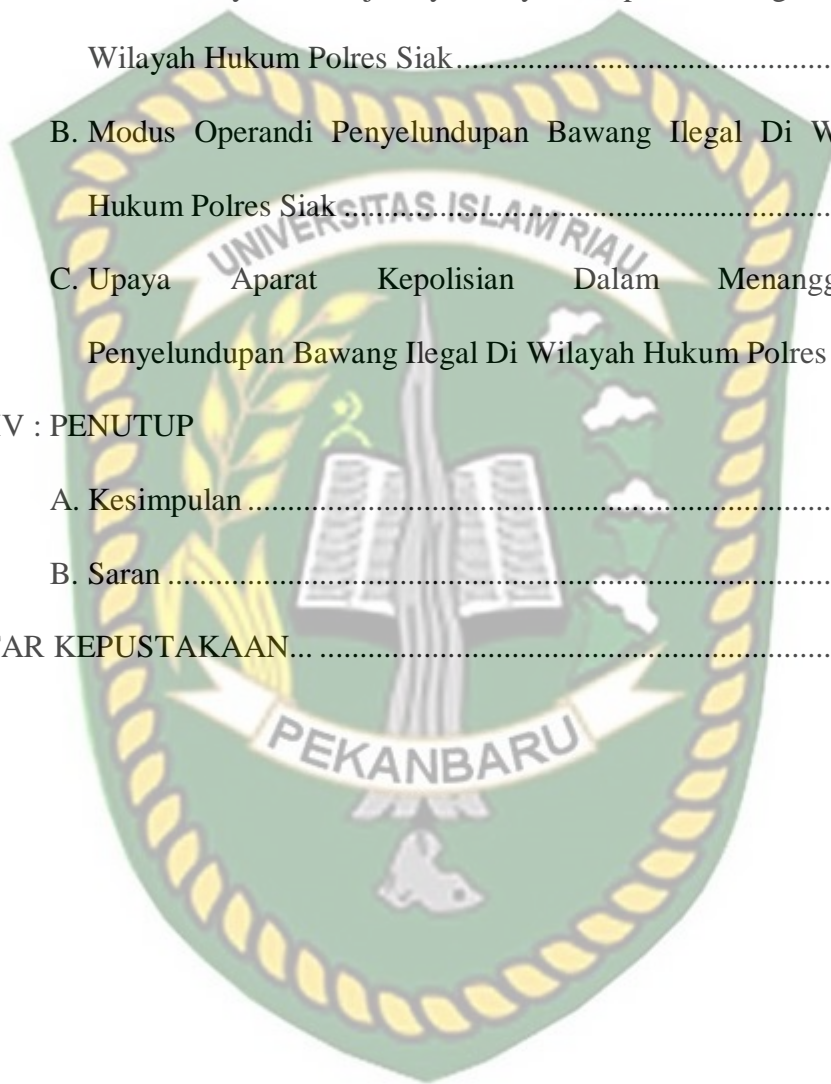 Wilayah Hukum Polres Siak........................................
B. Modus Operandi Penyelundupan Bawang Ilegal Di
Hukum Polres Siak ....................................................
UNIVERSITAS ISLAM RIAU
C. Upaya Aparat Kepolisian Dalam
Penyelundupan Bawang Ilegal Di Wilayah Hukum Polres
V : PENUTUP
A. Kesimpulan ...............................................................
B. Saran .........................................................................
AR KEPUSTAKAAN... ......................................................
PEKANBARU